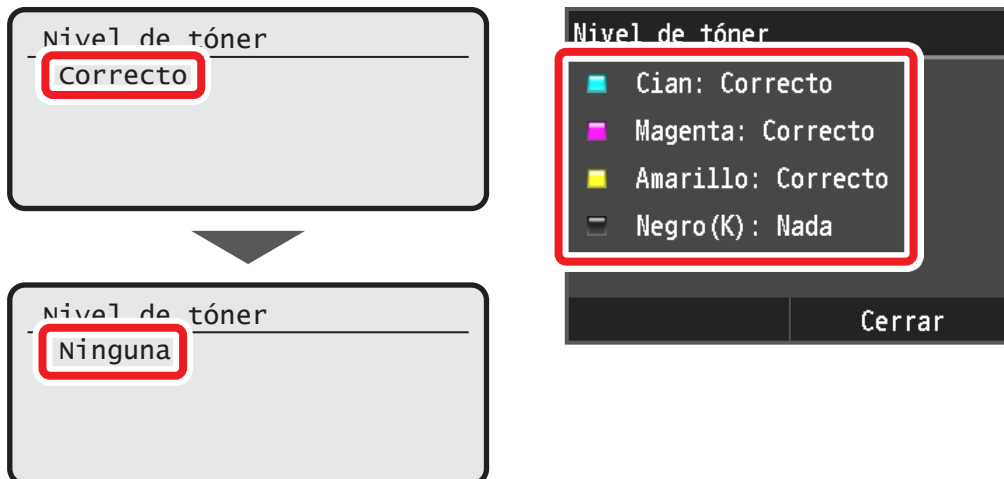 Nivel de tóner
Correcto
Nivel de tóner
Ninguna
Nivel de tóner
Cian: Correcto
Magenta: Correcto
Amarillo: Correcto
Negro(K): Nada
Cerrar